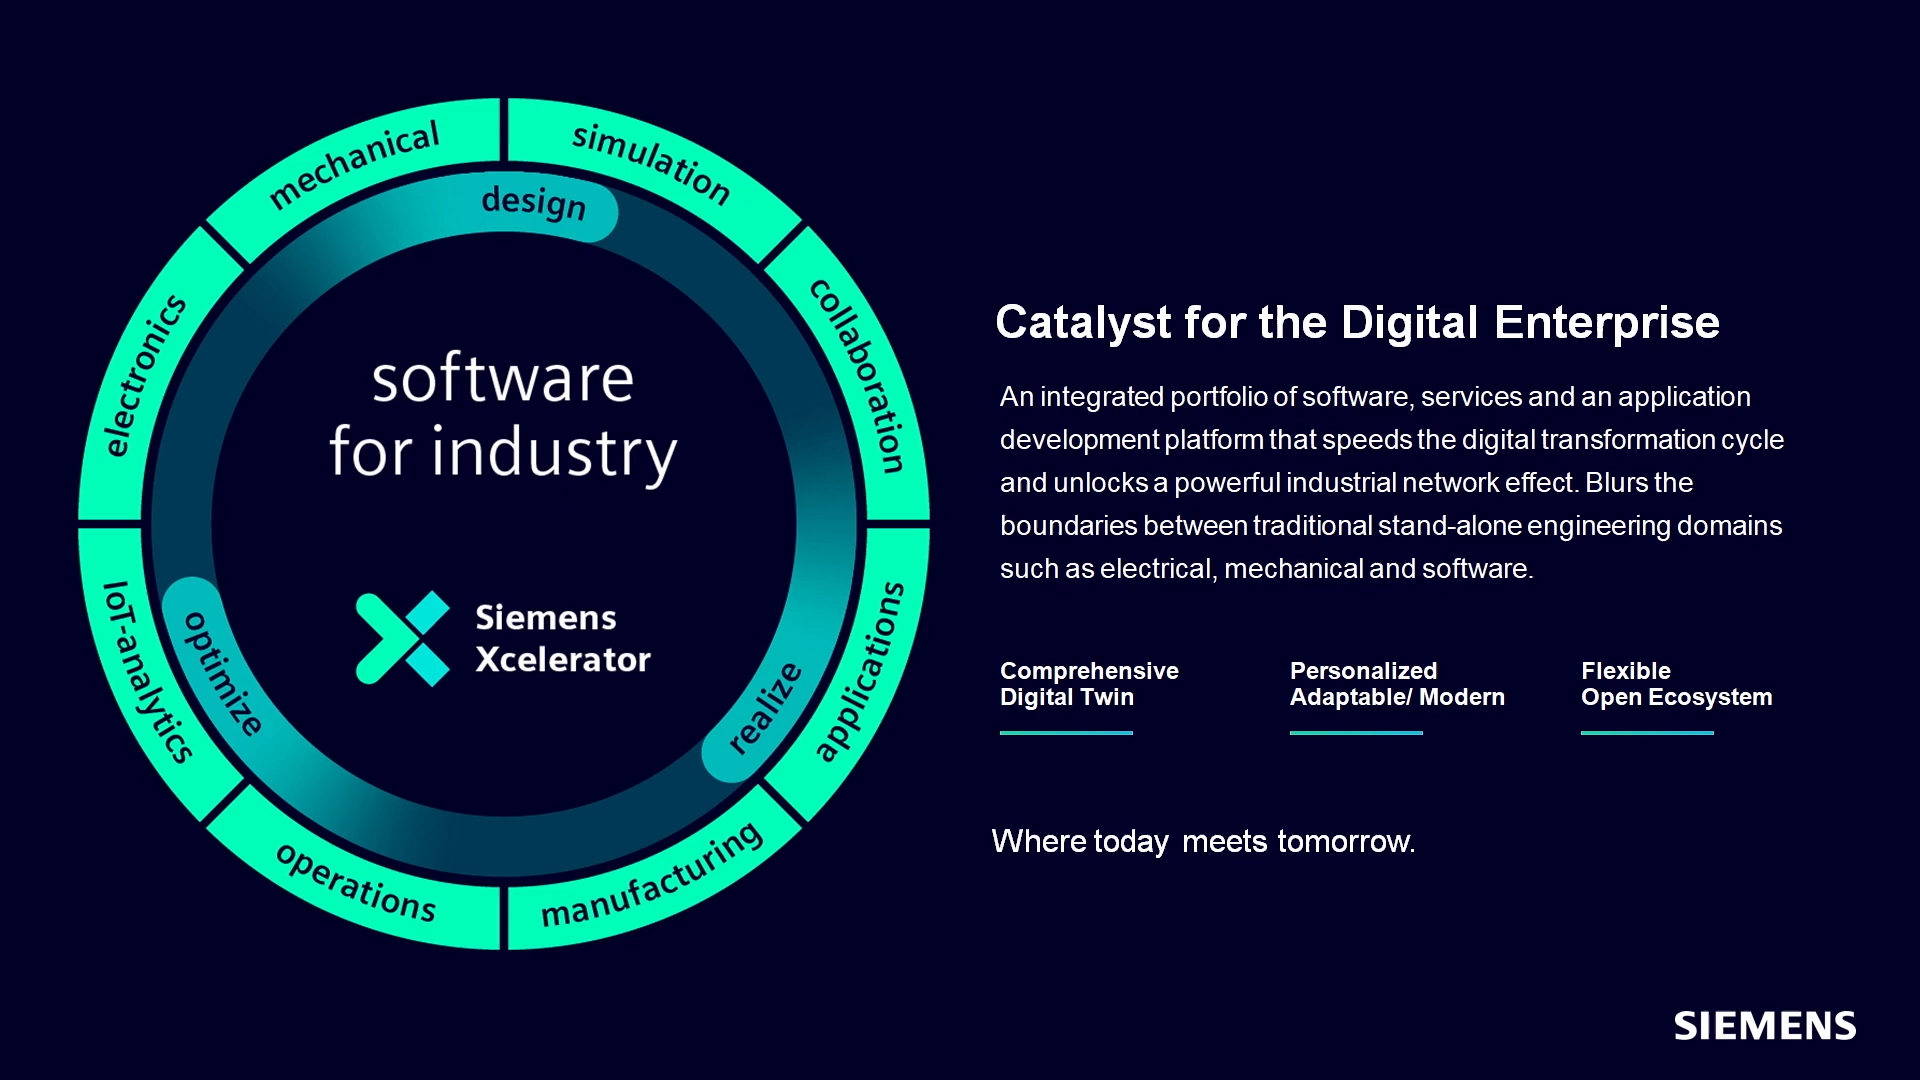 mechanical
simulation
collaboration
applications
manufacturing
operations
IoT-analytics
electronics
design
realize
optimize
software
for industry
Siemens
Xcelerator
Catalyst for the Digital Enterprise
An integrated portfolio of software, services and an application
development platform that speeds the digital transformation cycle
and unlocks a powerful industrial network effect. Blurs the
boundaries between traditional stand-alone engineering domains
such as electrical, mechanical and software.
Comprehensive
Digital Twin
Personalized
Adaptable/ Modern
Flexible
Open Ecosystem
Where today meets tomorrow.
SIEMENS